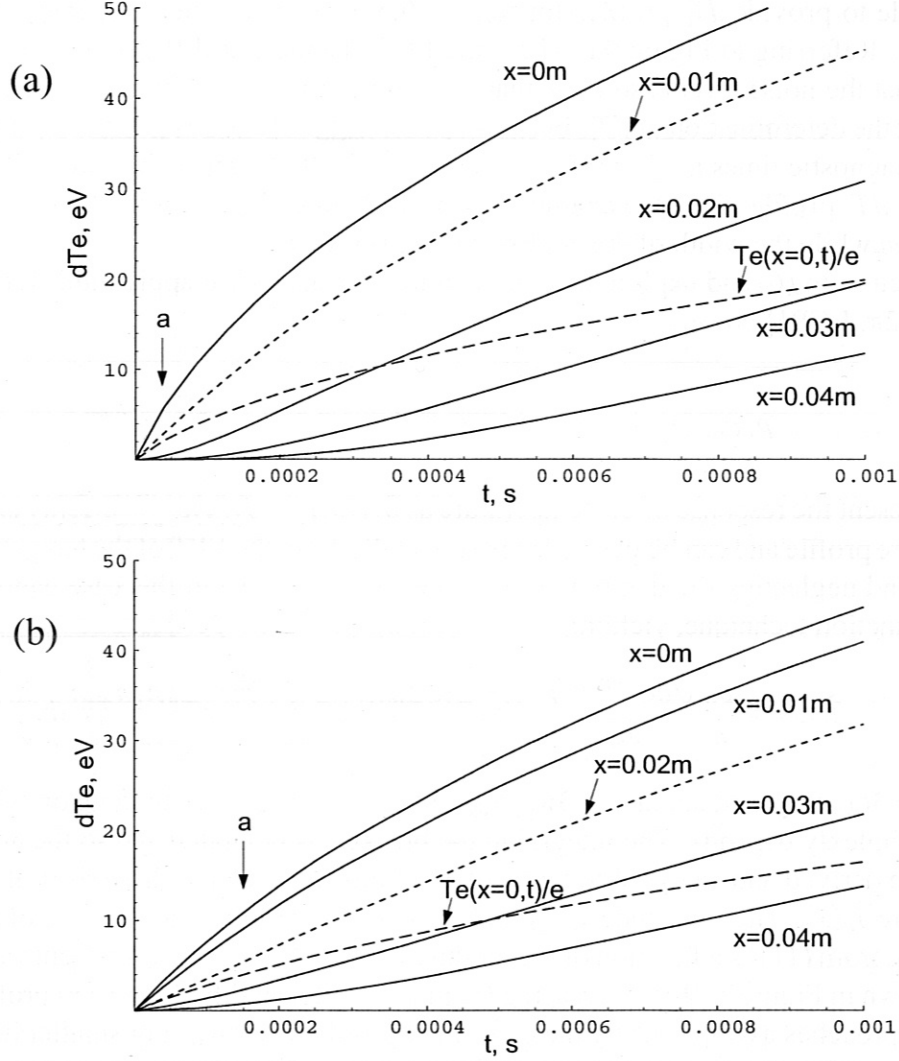 50
(a)
x=0m
x=0.01m
40
dTe, eV
30
x=0.02m
Te(x=0,t)/e
20
a
x=0.03m
10
x=0.04m
0.0002 0.0004 0.0006 0.0008 0.001
t, s
50
(b)
x=0m
40
x=0.01m
dTe, eV
30
x=0.02m
x=0.03m
a
20
Te(x=0,t)/e
10
x=0.04m
0.0002 0.0004 0.0006 0.0008 0.001
t, s